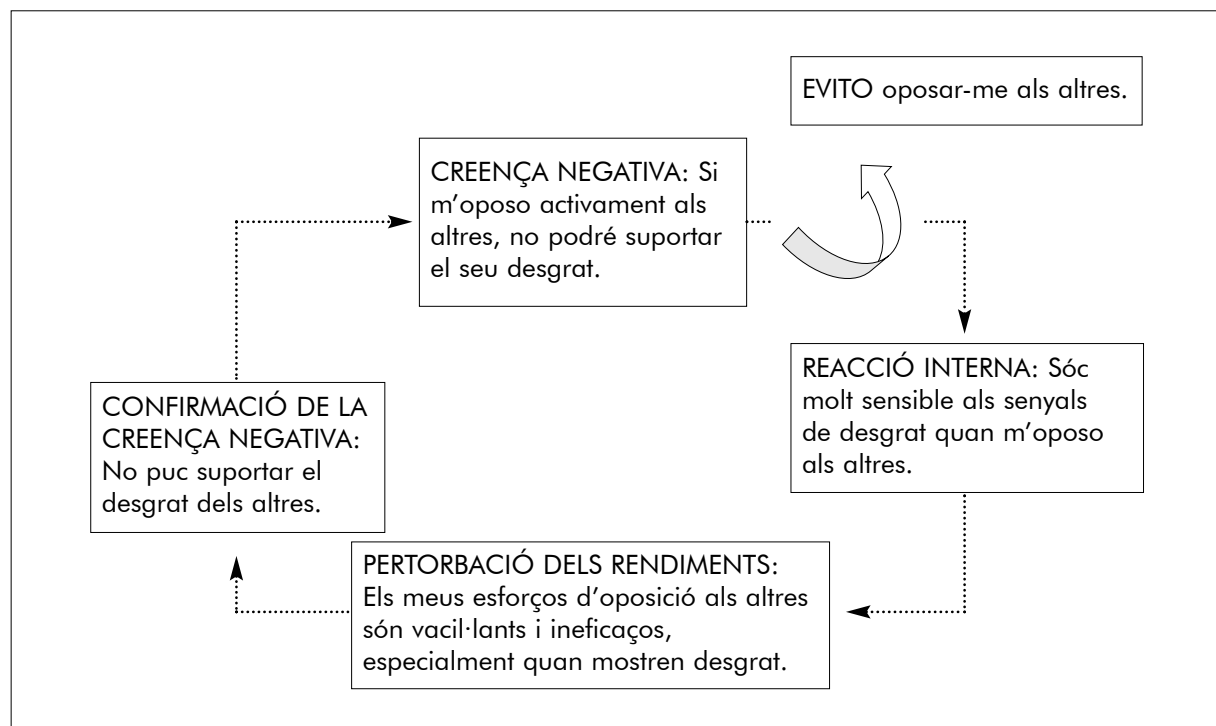 EVITO oposar-me als altres.
CREENÇA NEGATIVA: Si
m’oposo activament als
altres, no podré suportar
el seu desgrat.
REACCIÓ INTERNA: Sóc
molt sensible als senyals
de desgrat quan m’oposo
als altres.
PERTORBACIÓ DELS RENDIMENTS:
Els meus esforços d’oposició als altres
són vacil·lants i ineficaços,
especialment quan mostren desgrat.
CONFIRMACIÓ DE LA
CREENÇA NEGATIVA:
No puc suportar el
desgrat dels altres.